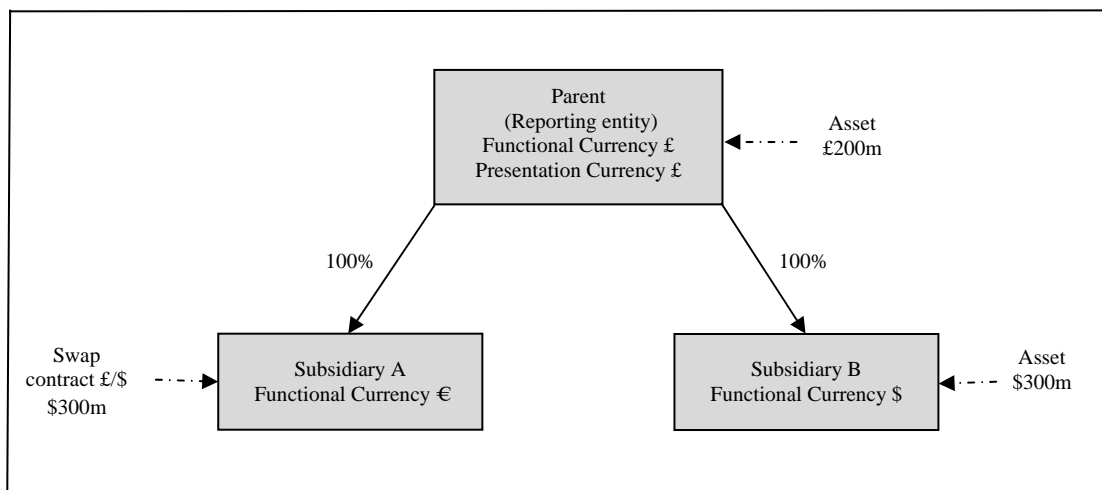 Parent
(Reporting entity)
Functional Currency £
Presentation Currency £
Asset
£200m
100%
100%
Swap
contract £/$
$300m
Subsidiary A
Functional Currency €
Subsidiary B
Functional Currency $
Asset
$300m